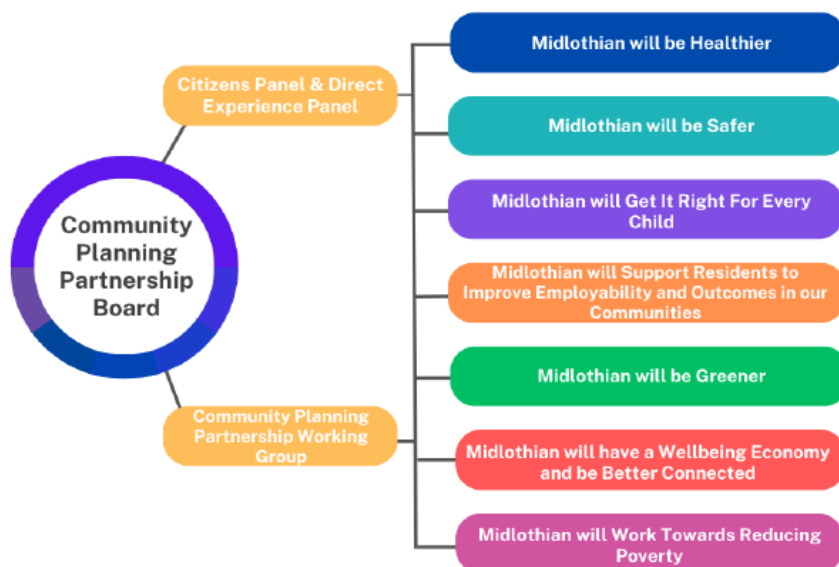 Community
Planning
Partnership
Board
Citizens Panel & Direct
Experience Panel
Community Planning
Partnership Working
Group
Midlothian will be Healthier
Midlothian will be Safer
Midlothian will Get It Right For Every
Child
Midlothian will Support Residents to
Improve Employability and Outcomes in our
Communities
Midlothian will be Greener
Midlothian will have a Wellbeing Economy
and be Better Connected
Midlothian will Work Towards Reducing
Poverty